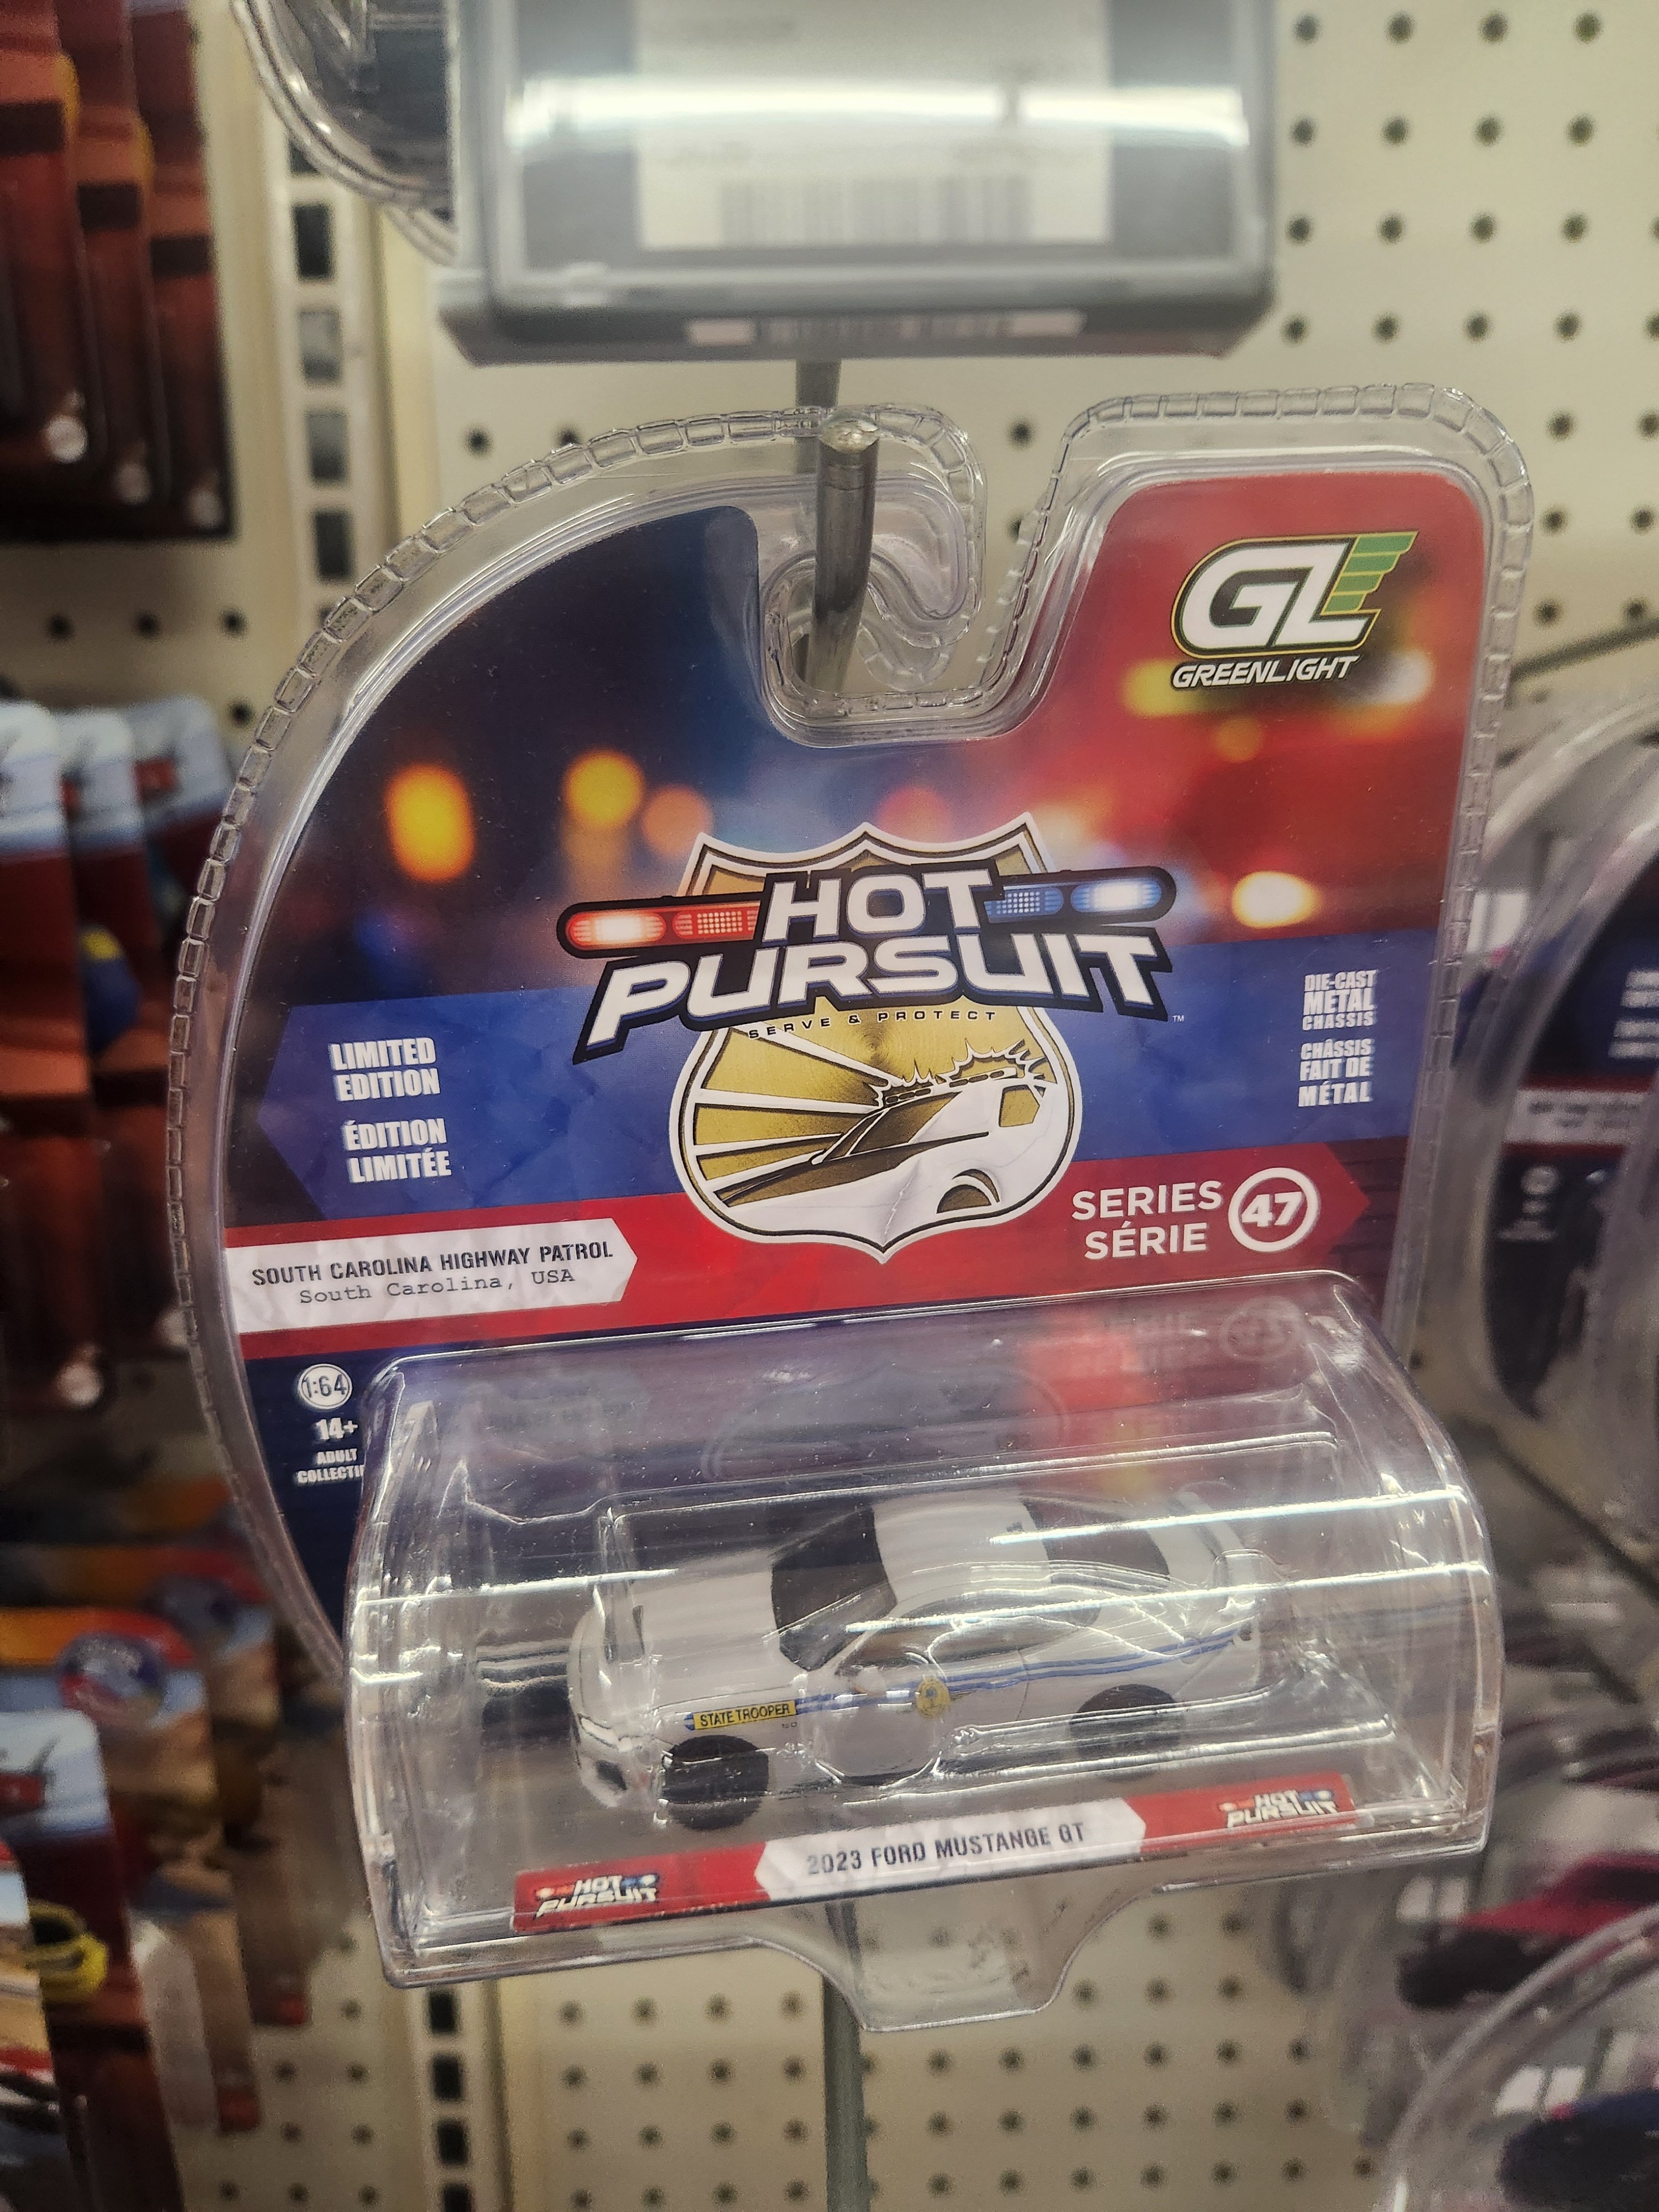 GL
GREENLIGHT
HOT
PURSUIT
™
SERVE & PROTECT
LIMITED
EDITION
ÉDITION
LIMITÉE
DIE-CAST
METAL
CHASSIS
CHÂSSIS
FAIT DE
MÉTAL
SERIES
SÉRIE
47
SOUTH CAROLINA HIGHWAY PATROL
South Carolina, USA
1:64
14+
ADULT
STATE TROOPER
HOT
PURSUIT
2023 FORD MUSTANGE GT
HOT
PURSUIT